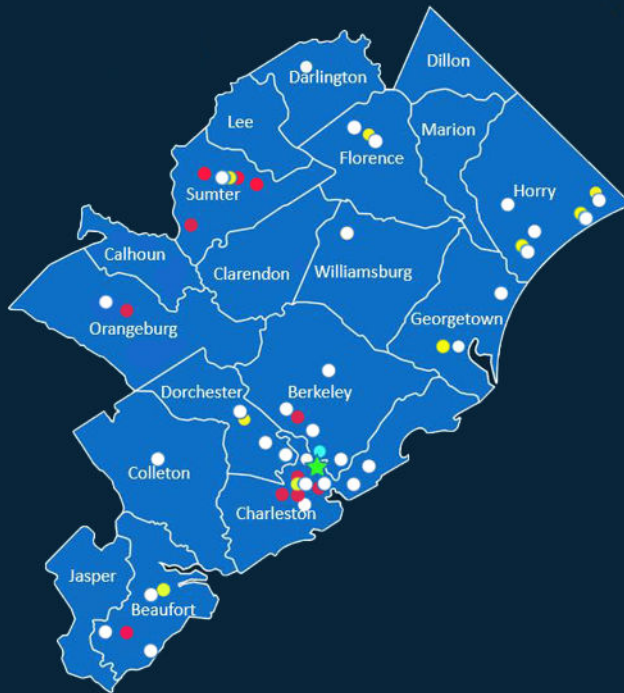 Dillon
Darlington
Lee
Marion
Florence
Horry
Sumter
Calhoun
Clarendon
Williamsburg
Georgetown
Orangeburg
Dorchester
Berkeley
Colleton
Charleston
Jasper
Beaufort